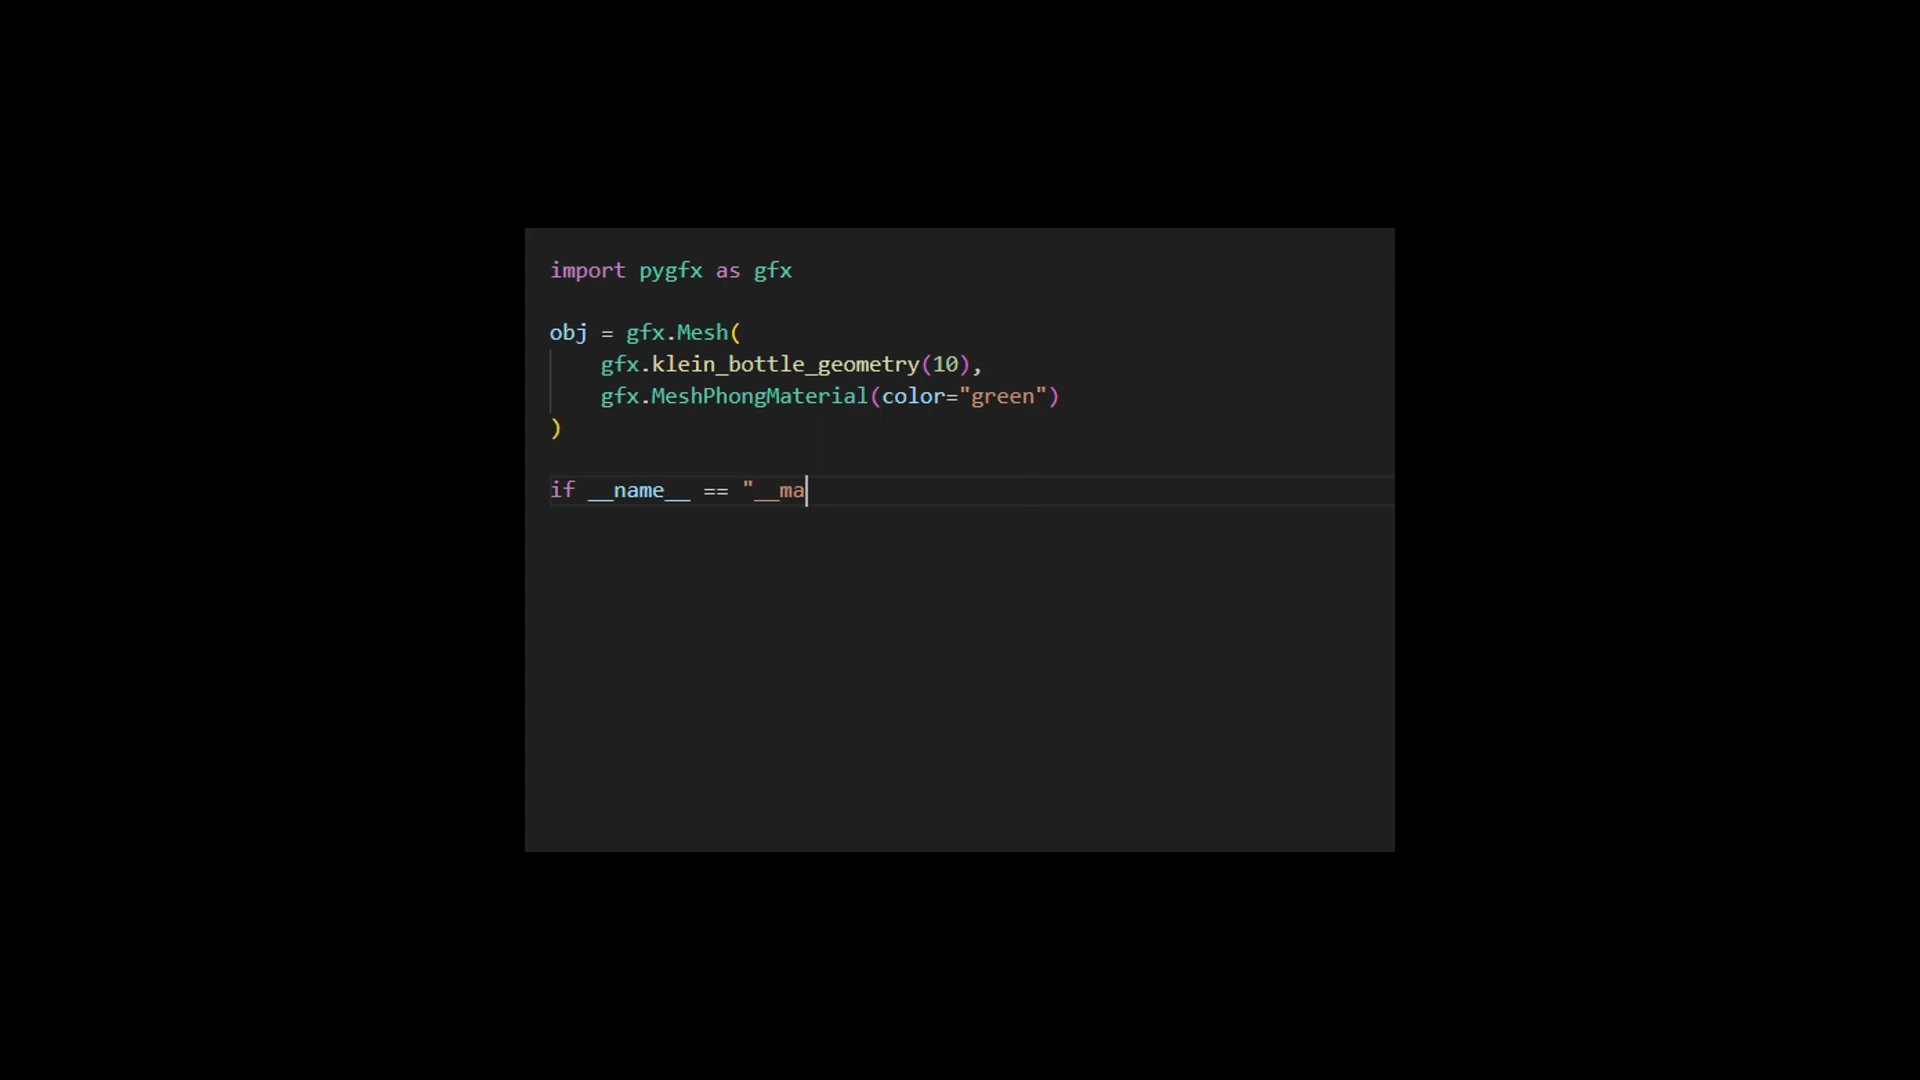 import pygfx as gfx
obj = gfx.Mesh(
    gfx.klein_bottle_geometry(10),
    gfx.MeshPhongMaterial(color="green")
)
if __name__ == "__ma